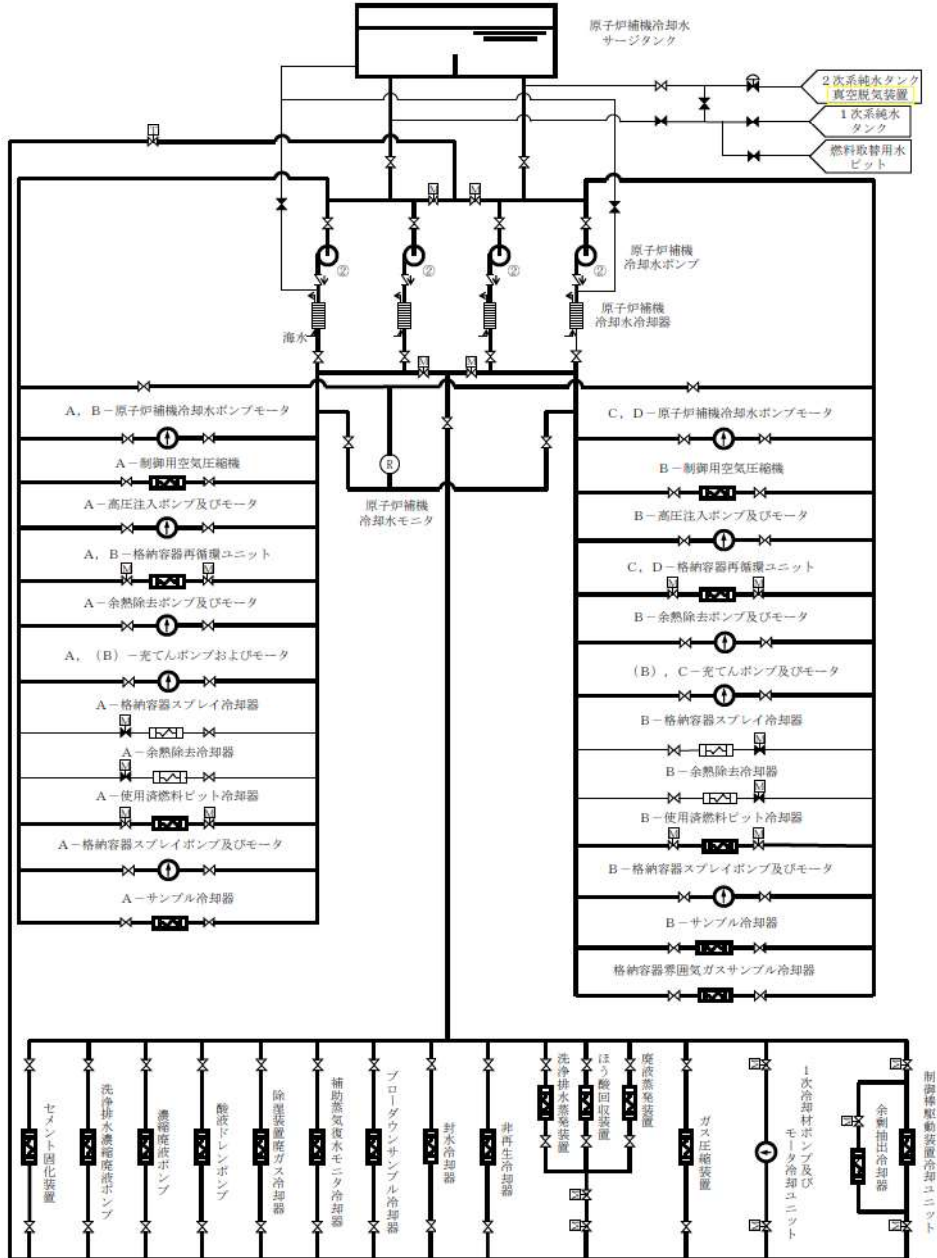 原子炉補機冷却水
サージタンク
2次系純水タンク
真空脱気装置
1次系純水
タンク
燃料取替用水
ピット
T
M
M
原子炉補機
冷却水ポンプ
②
②
②
②
原子炉補機
冷却水冷却器
海水
M
M
A，B－原子炉補機冷却水ポンプモータ
A－制御用空気圧縮機
A－高圧注入ポンプ及びモータ
A，B－格納容器再循環ユニット
M
M
A－余熱除去ポンプ及びモータ
A，（B）－充てんポンプおよびモータ
A－格納容器スプレイ冷却器
M
A－余熱除去冷却器
M
A－使用済燃料ピット冷却器
M
M
A－格納容器スプレイポンプ及びモータ
A－サンプル冷却器
R
原子炉補機
冷却水モニタ
C，D－原子炉補機冷却水ポンプモータ
B－制御用空気圧縮機
B－高圧注入ポンプ及びモータ
C，D－格納容器再循環ユニット
M
M
B－余熱除去ポンプ及びモータ
（B），C－充てんポンプ及びモータ
B－格納容器スプレイ冷却器
M
B－余熱除去冷却器
M
B－使用済燃料ピット冷却器
M
M
B－格納容器スプレイポンプ及びモータ
B－サンプル冷却器
格納容器雰囲気ガスサンプル冷却器
セメント固化装置
洗浄排水濃縮廃液ポンプ
濃縮廃液ポンプ
酸液ドレンポンプ
除湿装置廃ガス冷却器
補助蒸気復水モニタ冷却器
ブローダウンサンプル冷却器
封水冷却器
非再生冷却器
洗浄排水蒸発装置
ほう酸回収装置
廃液蒸発装置
M
M
ガス圧縮装置
M
1次冷却材ポンプ及び
モータ冷却ユニット
M
M
M
余剰抽出冷却器
M
制御棒駆動装置冷却ユニット